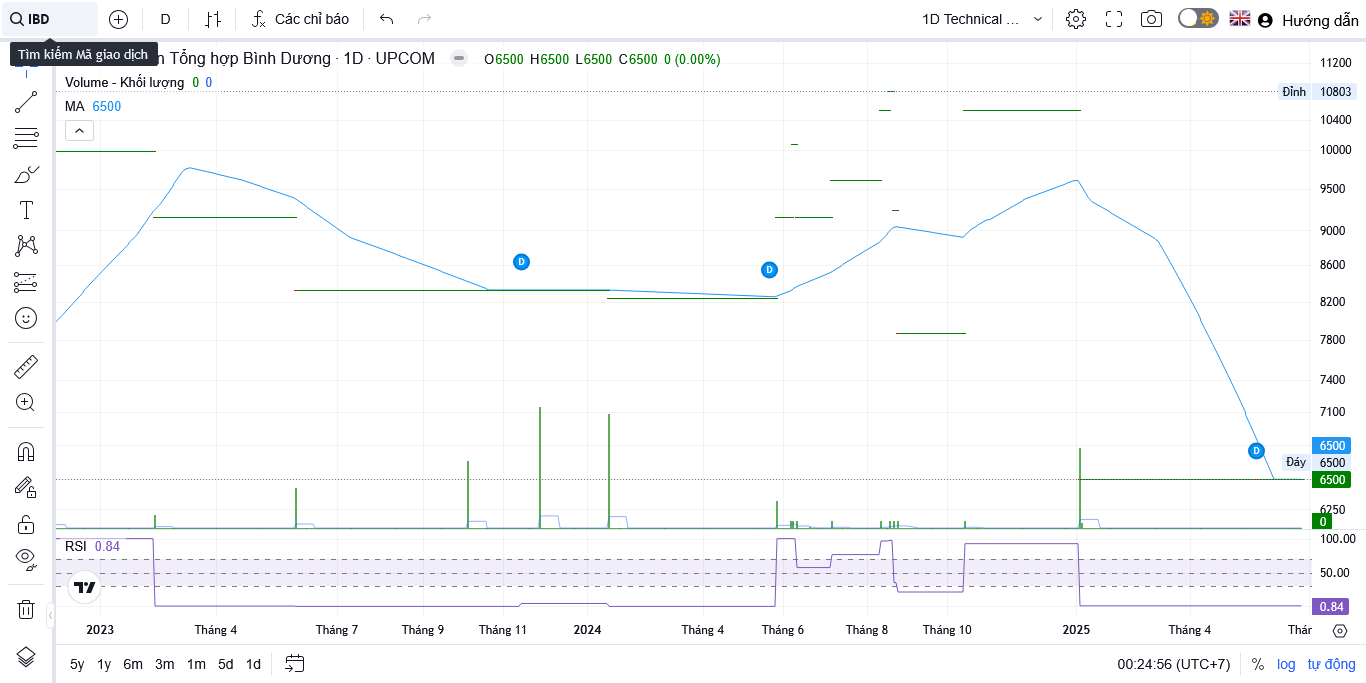 IBD
D
Các chỉ báo
1D Technical ...
Hướng dẫn
Tìm kiếm Mã giao dịch
n Tổng hợp Bình Dương · 1D · UPCOM
O6500 H6500 L6500 C6500 0 (0.00%)
Volume - Khối lượng 0 0
MA 6500
11200
Đỉnh 10803
10400
10000
9500
9000
8600
8200
7800
7400
7100
6500
Đáy 6500
6500
6250
0
D
D
D
RSI 0.84
100.00
50.00
0.84
2023 Tháng 4 Tháng 7 Tháng 9 Tháng 11 2024 Tháng 4 Tháng 6 Tháng 8 Tháng 10 2025 Tháng 4 Thár
5y 1y 6m 3m 1m 5d 1d
00:24:56 (UTC+7) % log tự động